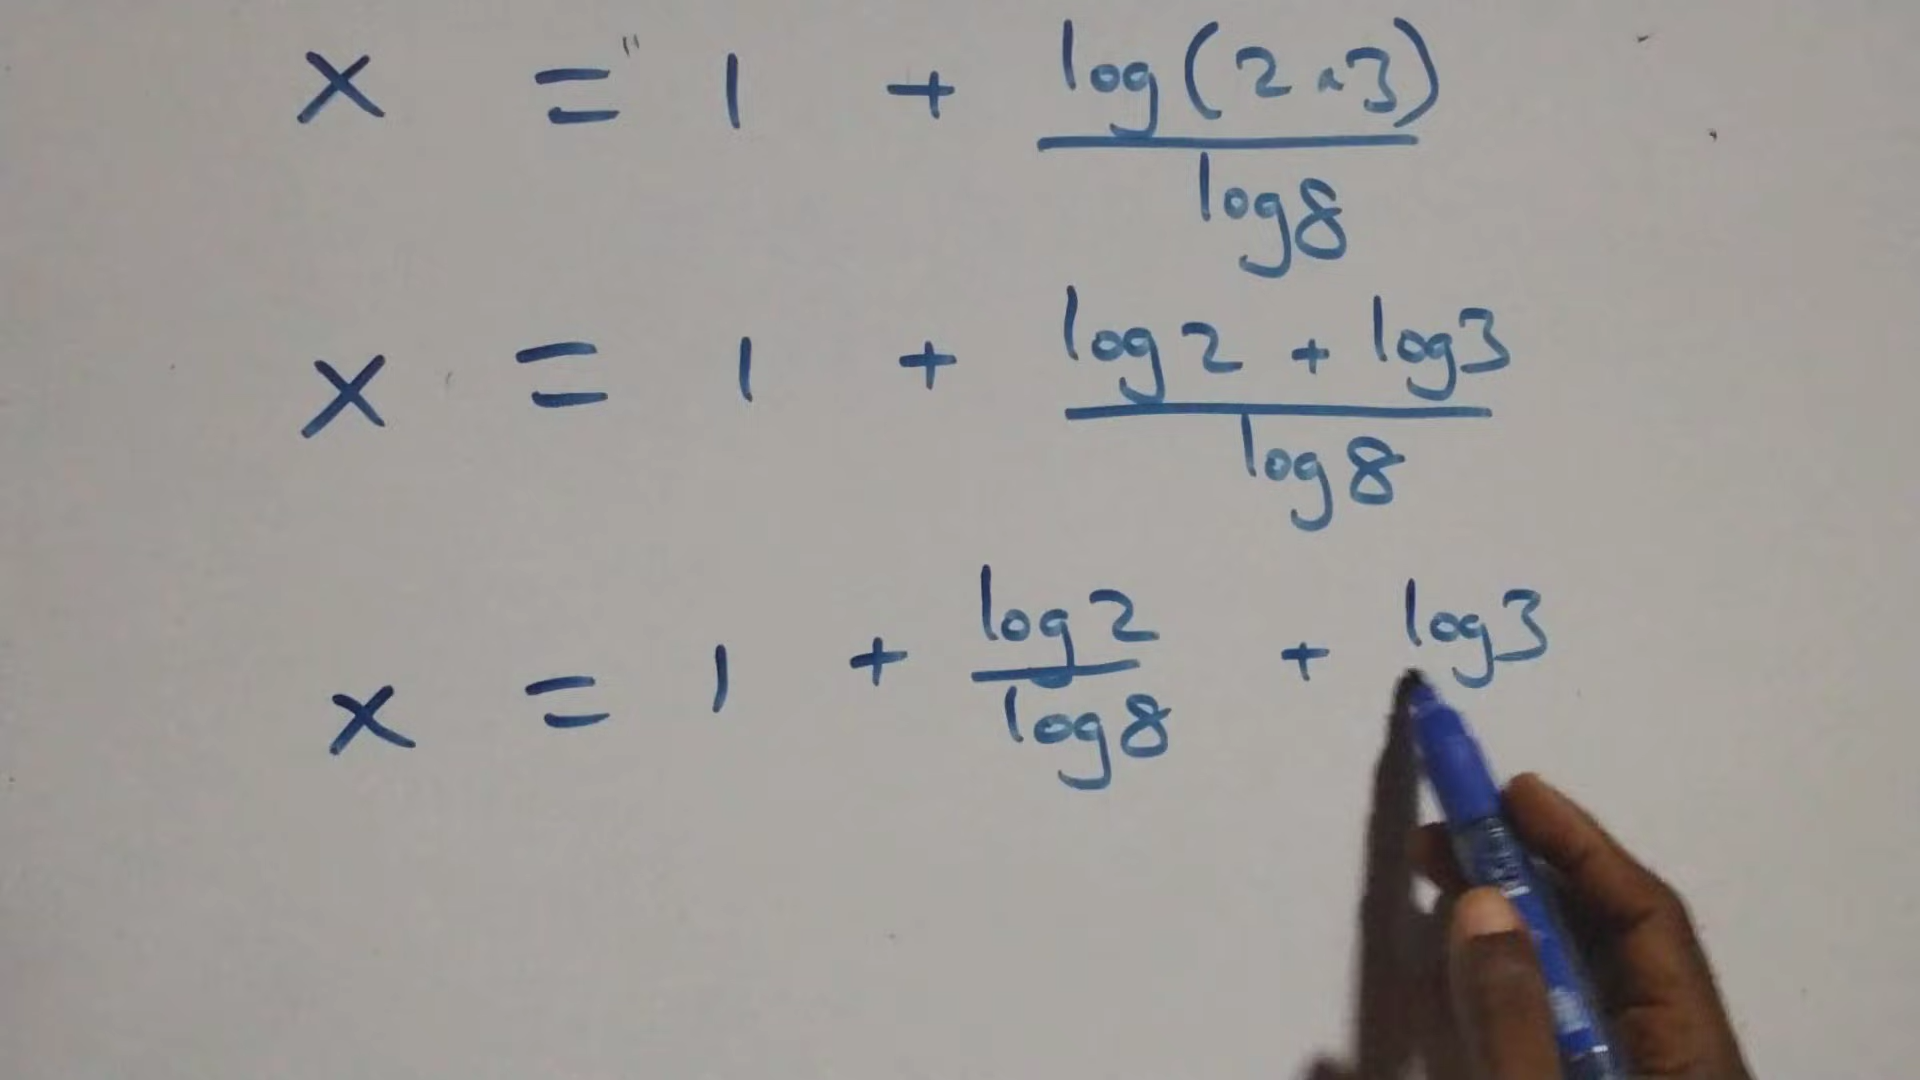 x = 1 + log(2×3)/log8
x = 1 + (log2 + log3)/log8
x = 1 + log2/log8 + log3